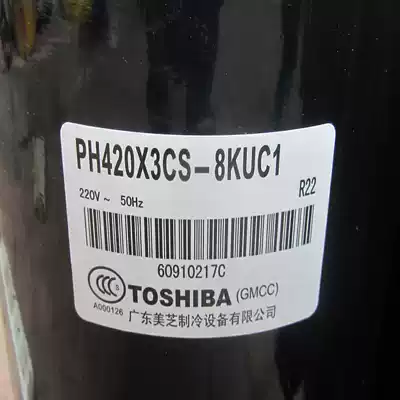 PH420X3CS-8KUC1
220V ~ 50Hz R22
60910217C
CCC S TOSHIBA (GMCC)
A000126
广东美芝制冷设备有限公司